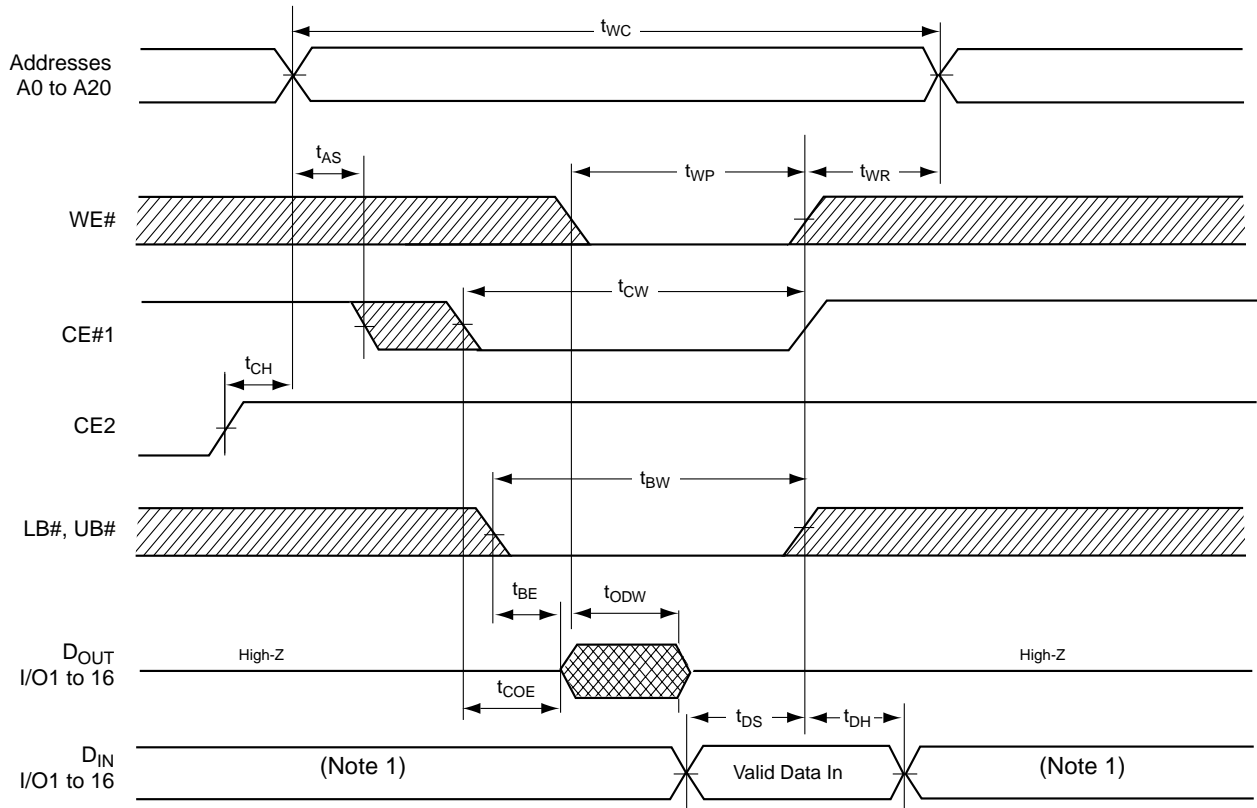 tWC
Addresses
A0 to A20
tAS
tWP
tWR
WE#
tCW
CE#1
tCH
CE2
tBW
LB#, UB#
tBE
tODW
DOUT
I/O1 to 16
High-Z
High-Z
tCOE
tDS
tDH
DIN
I/O1 to 16
(Note 1)
Valid Data In
(Note 1)